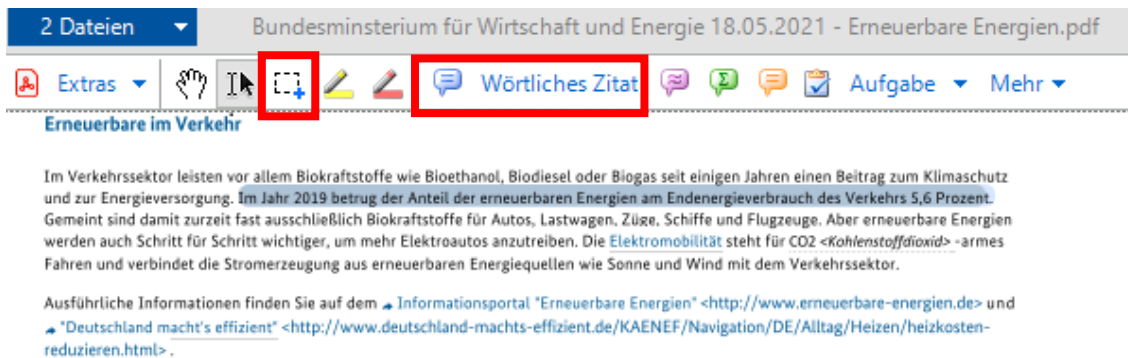 2 Dateien Bundesminsterium für Wirtschaft und Energie 18.05.2021 - Erneuerbare Energien.pdf
Extras Wörtliches Zitat Aufgabe Mehr
Erneuerbare im Verkehr
Im Verkehrssektor leisten vor allem Biokraftstoffe wie Bioethanol, Biodiesel oder Biogas seit einigen Jahren einen Beitrag zum Klimaschutz
und zur Energieversorgung. Im Jahr 2019 betrug der Anteil der erneuerbaren Energien am Endenergieverbrauch des Verkehrs 5,6 Prozent.
Gemeint sind damit zurzeit fast ausschließlich Biokraftstoffe für Autos, Lastwagen, Züge, Schiffe und Flugzeuge. Aber erneuerbare Energien
werden auch Schritt für Schritt wichtiger, um mehr Elektroautos anzutreiben. Die Elektromobilität steht für CO2 <Kohlenstoffdioxid> -armes
Fahren und verbindet die Stromerzeugung aus erneuerbaren Energiequellen wie Sonne und Wind mit dem Verkehrssektor.
Ausführliche Informationen finden Sie auf dem Informationsportal "Erneuerbare Energien" <http://www.erneuerbare-energien.de> und
"Deutschland macht's effizient" <http://www.deutschland-machts-effizient.de/KAENEF/Navigation/DE/Alltag/Heizen/heizkosten-
reduzieren.html> .